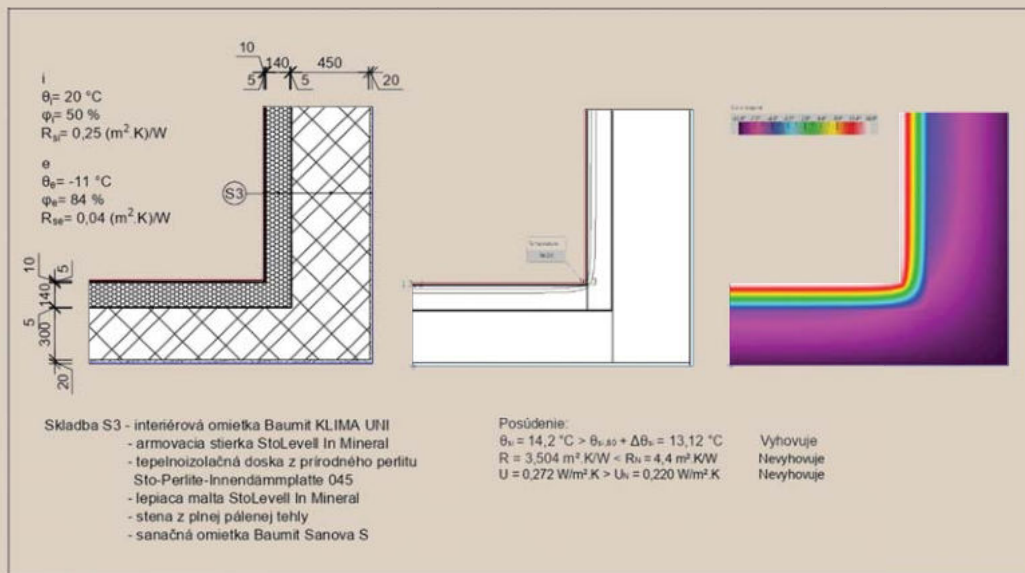 10
140 450
5 5 20
i
θi= 20 °C
φi= 50 %
Rsi= 0,25 (m².K)/W
e
θe= -11 °C
φe= 84 %
Rse= 0,04 (m².K)/W
S3
10
5
140
5
300
20
Temperature
Skladba S3 - interiérová omietka Baumit KLIMA UNI
- armovacia stierka StoLevell In Mineral
- tepelnoizolačná doska z prírodného perlitu
Sto-Perlite-Innendämmplatte 045
- lepiaca malta StoLevell In Mineral
- stena z plnej pálenej tehly
- sanačná omietka Baumit Sanova S
Posúdenie:
θsi = 14,2 °C > θsi,80 + Δθsi = 13,12 °C Vyhovuje
R = 3,504 m².K/W < RN = 4,4 m².K/W Nevyhovuje
U = 0,272 W/m².K > UN = 0,220 W/m².K Nevyhovuje